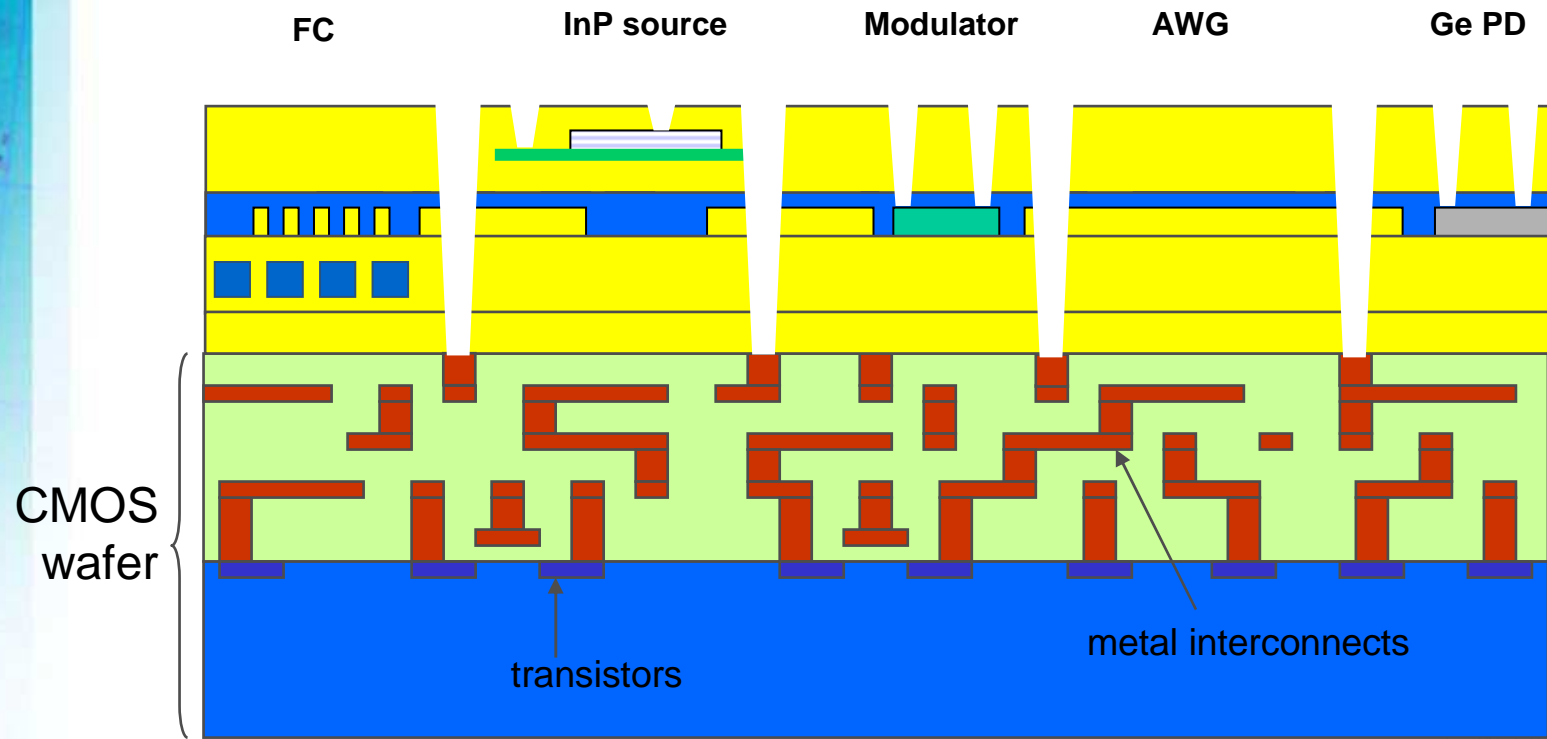 FC InP source Modulator AWG Ge PD
CMOS
wafer
metal interconnects
transistors